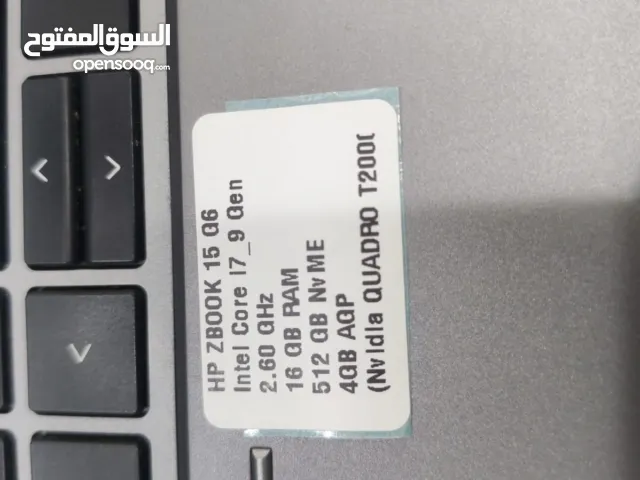 السوق المفتوح
opensooq.com
HP ZBOOK 15 G6
Intel Core I7_9 Gen
2.60 GHz
16 GB RAM
512 GB NvME
4GB AGP
(NvIdIa QUADRO T200(